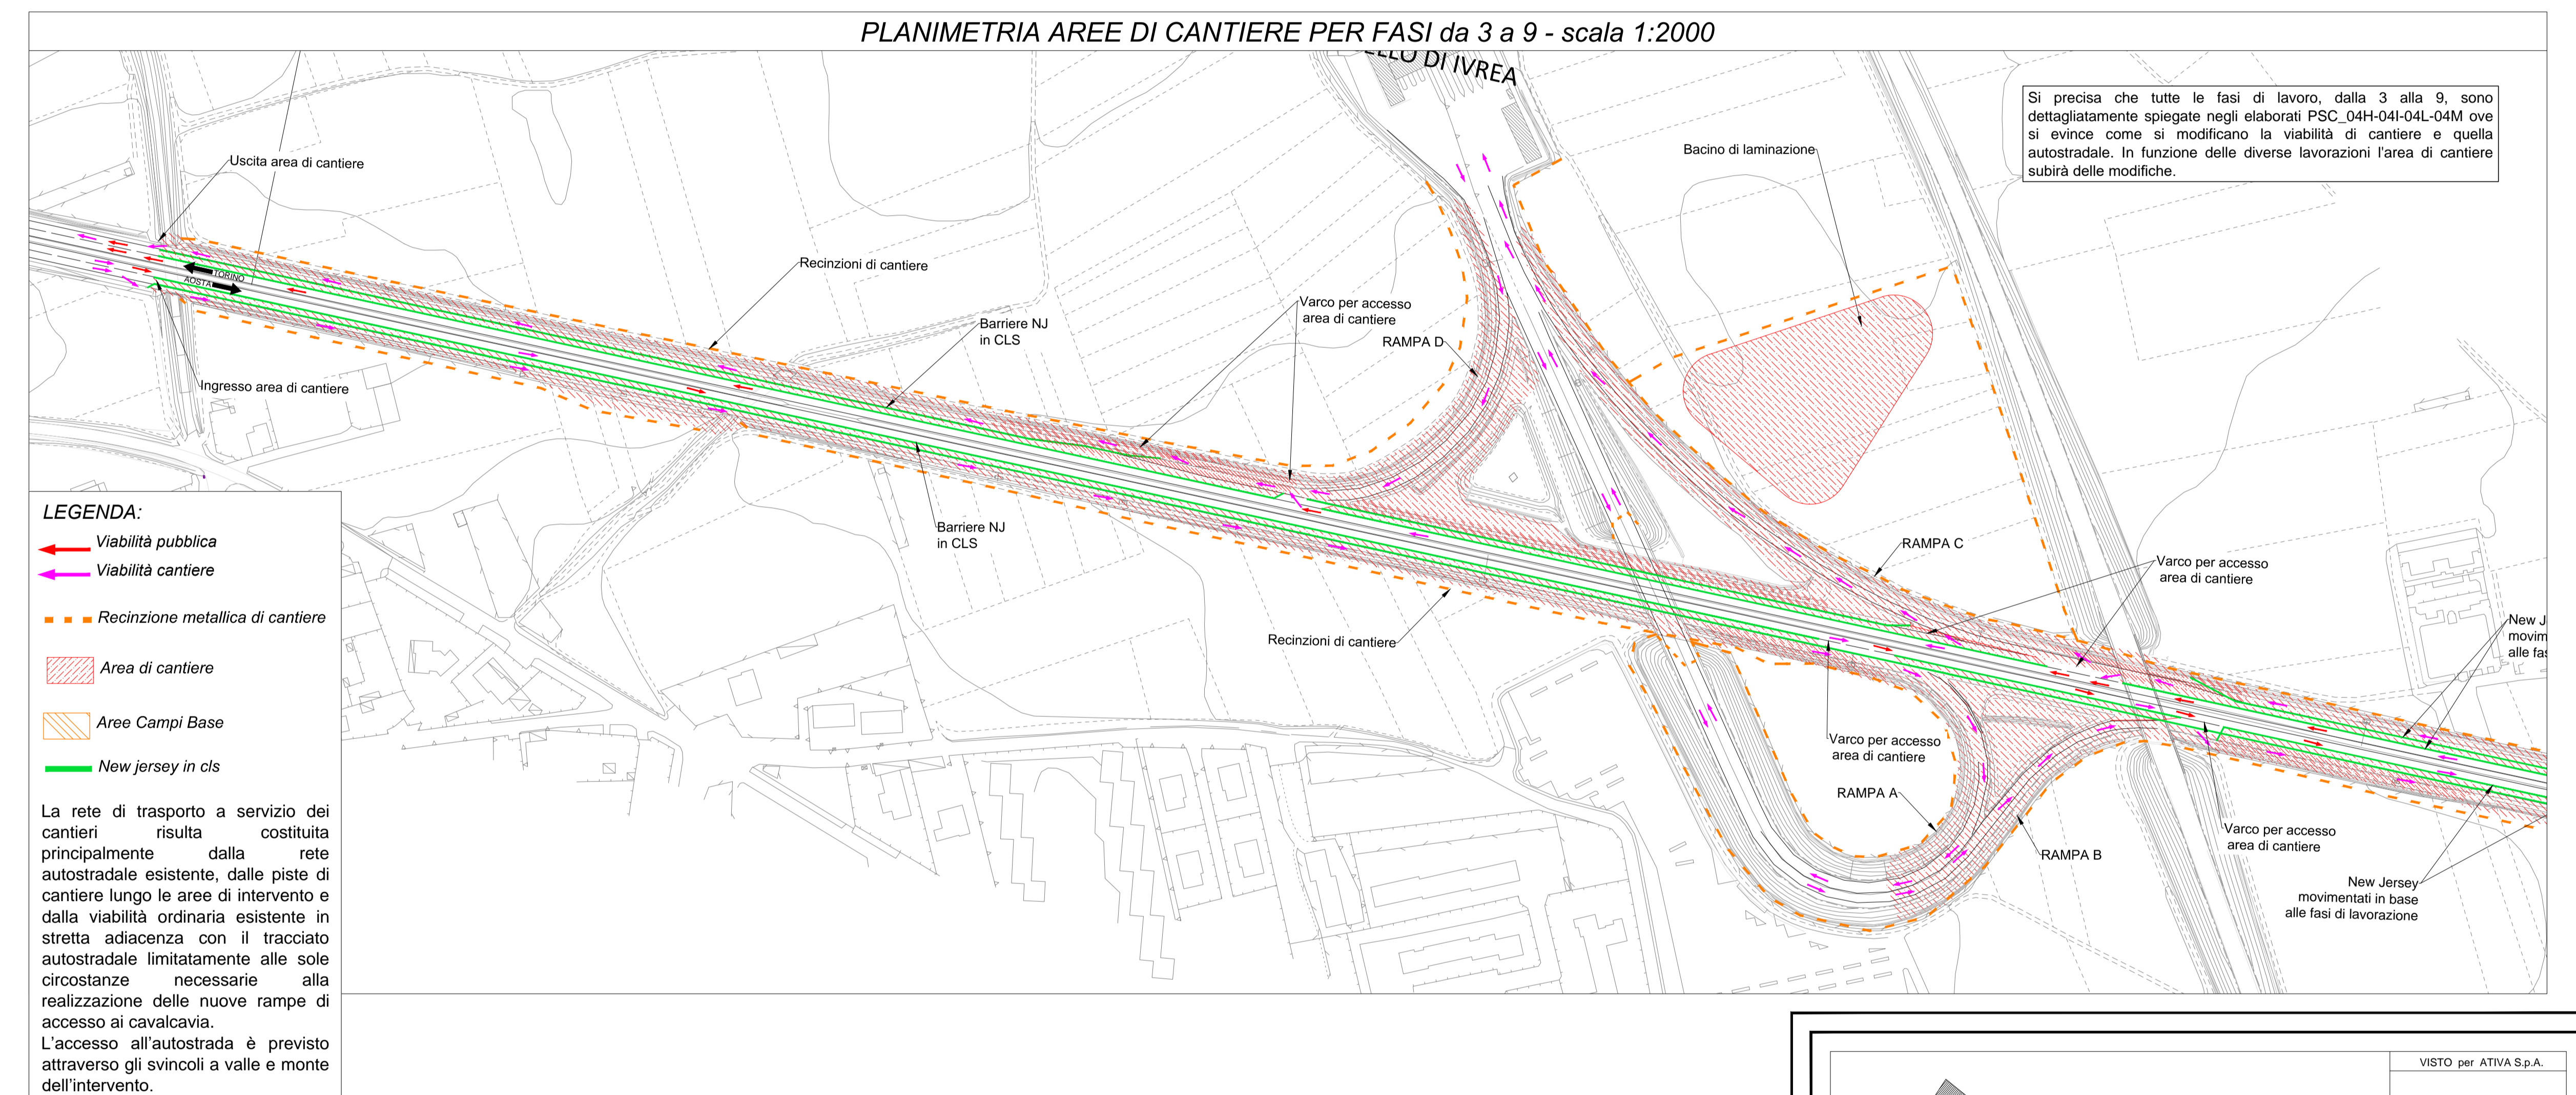 PLANIMETRIA AREE DI CANTIERE PER FASI da 3 a 9 - scala 1:2000
ELLO DI IVREA
Si precisa che tutte le fasi di lavoro, dalla 3 alla 9, sono
dettagliatamente spiegate negli elaborati PSC_04H-04I-04L-04M ove
si evince come si modificano la viabilità di cantiere e quella
autostradale. In funzione delle diverse lavorazioni l'area di cantiere
subirà delle modifiche.
Bacino di laminazione
Uscita area di cantiere
TORINO
AOSTA
Ingresso area di cantiere
Recinzioni di cantiere
Barriere NJ
in CLS
Varco per accesso
area di cantiere
RAMPA D
Barriere NJ
in CLS
Recinzioni di cantiere
RAMPA C
Varco per accesso
area di cantiere
New J
movim
alle fas
Varco per accesso
area di cantiere
RAMPA A
RAMPA B
Varco per accesso
area di cantiere
New Jersey
movimentati in base
alle fasi di lavorazione
LEGENDA:
Viabilità pubblica
Viabilità cantiere
Recinzione metallica di cantiere
Area di cantiere
Aree Campi Base
New jersey in cls
La rete di trasporto a servizio dei
cantieri risulta costituita
principalmente dalla rete
autostradale esistente, dalle piste di
cantiere lungo le aree di intervento e
dalla viabilità ordinaria esistente in
stretta adiacenza con il tracciato
autostradale limitatamente alle sole
circostanze necessarie alla
realizzazione delle nuove rampe di
accesso ai cavalcavia.
L'accesso all'autostrada è previsto
attraverso gli svincoli a valle e monte
dell'intervento.
VISTO per ATIVA S.p.A.